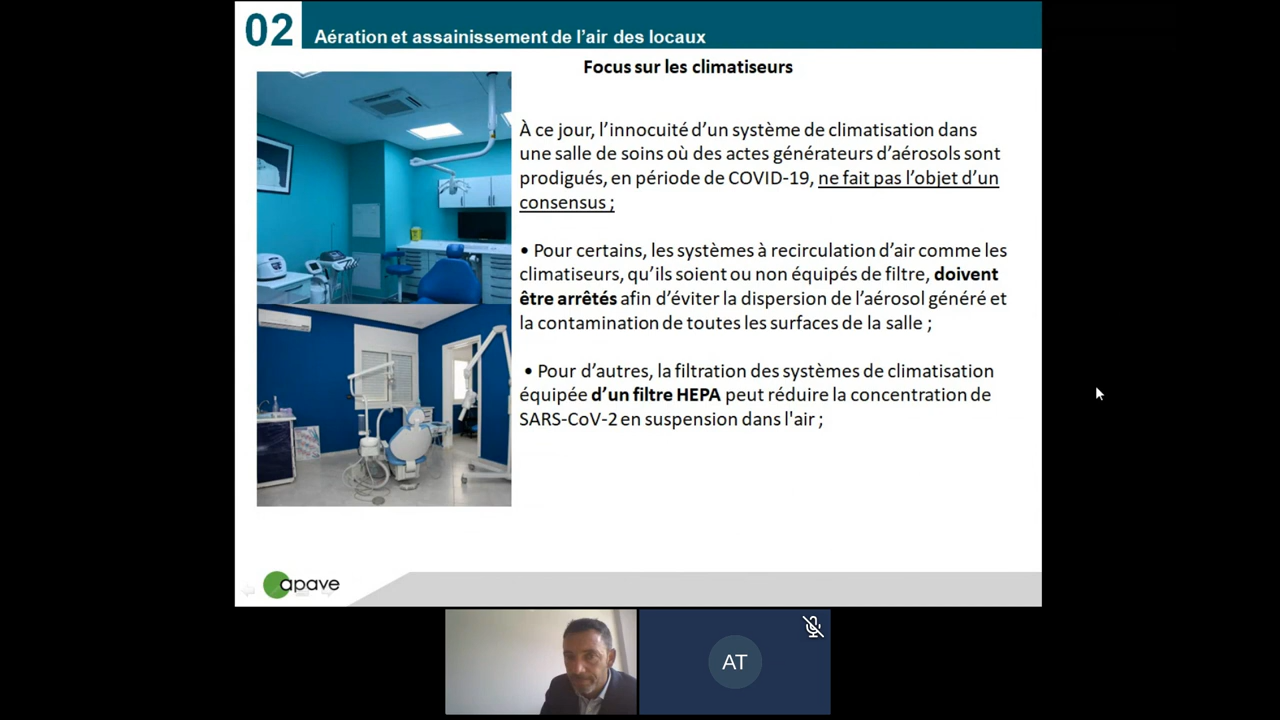 02
Aération et assainissement de l'air des locaux
Focus sur les climatiseurs
À ce jour, l'innocuité d'un système de climatisation dans
une salle de soins où des actes générateurs d'aérosols sont
prodigués, en période de COVID-19, ne fait pas l'objet d'un
consensus ;
• Pour certains, les systèmes à recirculation d'air comme les
climatiseurs, qu'ils soient ou non équipés de filtre, doivent
être arrêtés afin d'éviter la dispersion de l'aérosol généré et
la contamination de toutes les surfaces de la salle ;
• Pour d'autres, la filtration des systèmes de climatisation
équipée d'un filtre HEPA peut réduire la concentration de
SARS-CoV-2 en suspension dans l'air ;
apave
AT